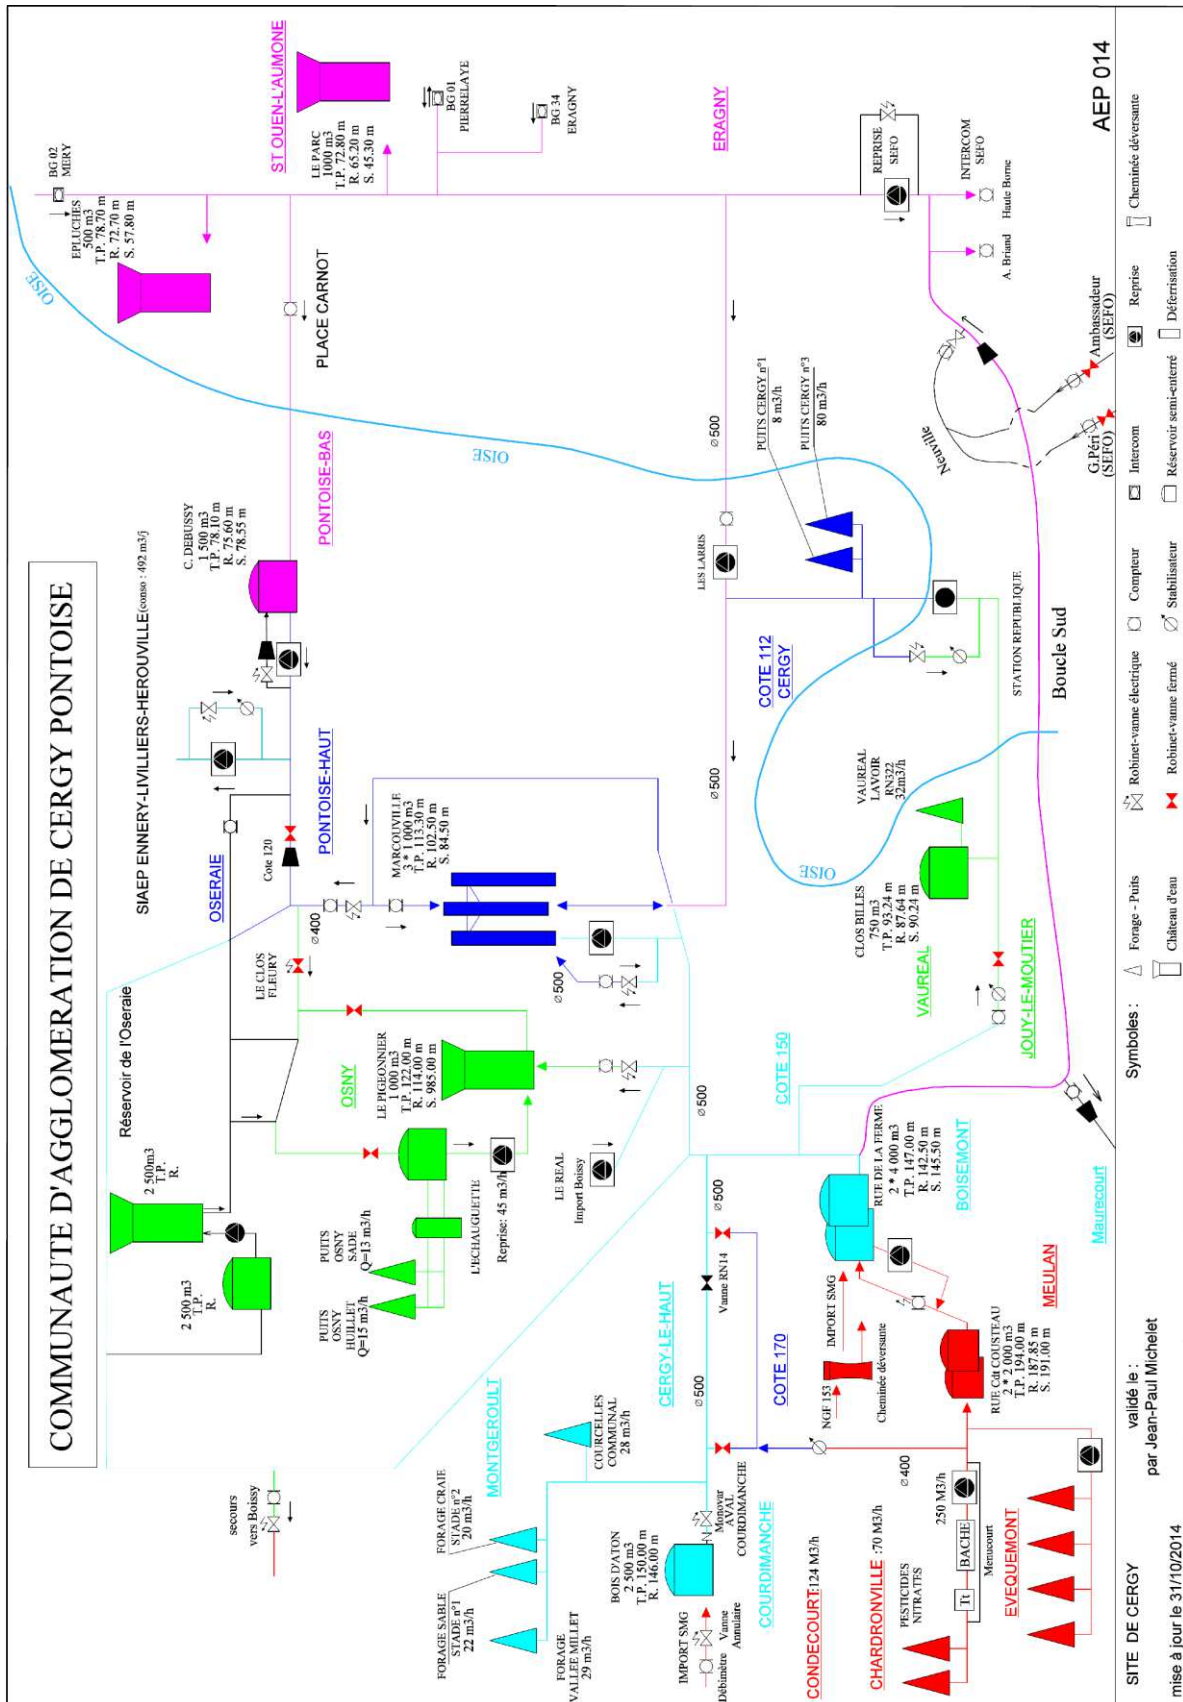 COMMUNAUTE D'AGGLOMERATION DE CERGY PONTOISE
BG 02
MERY
EPLUCHES
500 m3
T.P. 78.70 m
R. 72.70 m
S. 57.80 m
OISE
ST OUEN-L'AUMONE
LE PARC
1000 m3
T.P. 72.80 m
R. 65.20 m
S. 45.30 m
BG 01
PIERRELAYE
BG 34
ERAGNY
ERAGNY
REPRISE
SEFO
INTERCOM
SEFO
Haute Borne
A. Briand
AEP 014
PLACE CARNOT
OISE
Ø500
PUITS CERGY n°1
8 m3/h
PUITS CERGY n°3
80 m3/h
Neuville
Ambassadeur
(SEFO)
G.Péri
(SEFO)
SIAEP ENNERY-LIVILLIERS-HEROUVILLE(conso : 492 m3/j
C. DEBUSSY
1 500 m3
T.P. 78.10 m
R. 75.60 m
S. 78.55 m
PONTOISE-BAS
LES LARRIS
COTE 112
CERGY
STATION REPUBLIQUE
Boucle Sud
OSERAIE
Cote 120
PONTOISE-HAUT
MARCOUVILLE
3 * 1 000 m3
T.P. 113.30 m
R. 102.50 m
S. 84.50 m
Ø500
OISE
VAUREAL
LAVOIR
RN322
32m3/h
CLOS BILLES
750 m3
T.P. 93.24 m
R. 87.64 m
S. 90.24 m
VAUREAL
JOUY-LE-MOUTIER
Réservoir de l'Oseraie
2 500m3
T.P.
R.
2 500 m3
T.P.
R.
Ø400
LE CLOS
FLEURY
OSNY
LE PIGEONNIER
1 000 m3
T.P. 122.00 m
R. 114.00 m
S. 985.00 m
Ø500
Ø500
COTE 150
L'ECHAUGUETTE
Reprise: 45 m3/h
PUITS
OSNY
SADE
Q=13 m3/h
PUITS
OSNY
HUILLET
Q=15 m3/h
LE REAL
Import Boissy
Ø500
RUE DE LA FERME
2 * 4 000 m3
T.P. 147.00 m
R. 142.50 m
S. 145.50 m
BOISEMONT
Maurecourt
secours
vers Boissy
MONTGEROULT
CERGY-LE-HAUT
Vanne RN14
Ø500
COTE 170
IMPORT SMG
NGF 153
Cheminée déversante
MEULAN
RUE Cdt COUSTEAU
2 * 2 000 m3
T.P. 194.00 m
R. 187.85 m
S. 191.00 m
COURCELLES
COMMUNAL
28 m3/h
FORAGE CRAIE
STADE n°2
20 m3/h
FORAGE SABLE
STADE n°1
22 m3/h
FORAGE
VALLEE MILLET
29 m3/h
BOIS D'ATON
2 500 m3
T.P. 150.00 m
R. 146.00 m
Monovar
AVAL
COURDIMANCHE
IMPORT SMG
Débimètre
Vanne
Annulaire
COURDIMANCHE
CONDECOURT:124 M3/H
CHARDRONVILLE :70 M3/H
PESTICIDES
NITRATES
Ø400
250 M3/h
Tt
BACHE
Menucourt
EVEQUEMONT
SITE DE CERGY
validé le :
mise à jour le 31/10/2014
par Jean-Paul Michelet
Symboles :
Forage - Puits
Robinet-vanne électrique
Compteur
Intercom
Reprise
Cheminée déversante
Château d'eau
Robinet-vanne fermé
Stabilisateur
Réservoir semi-enterré
Déferrisation